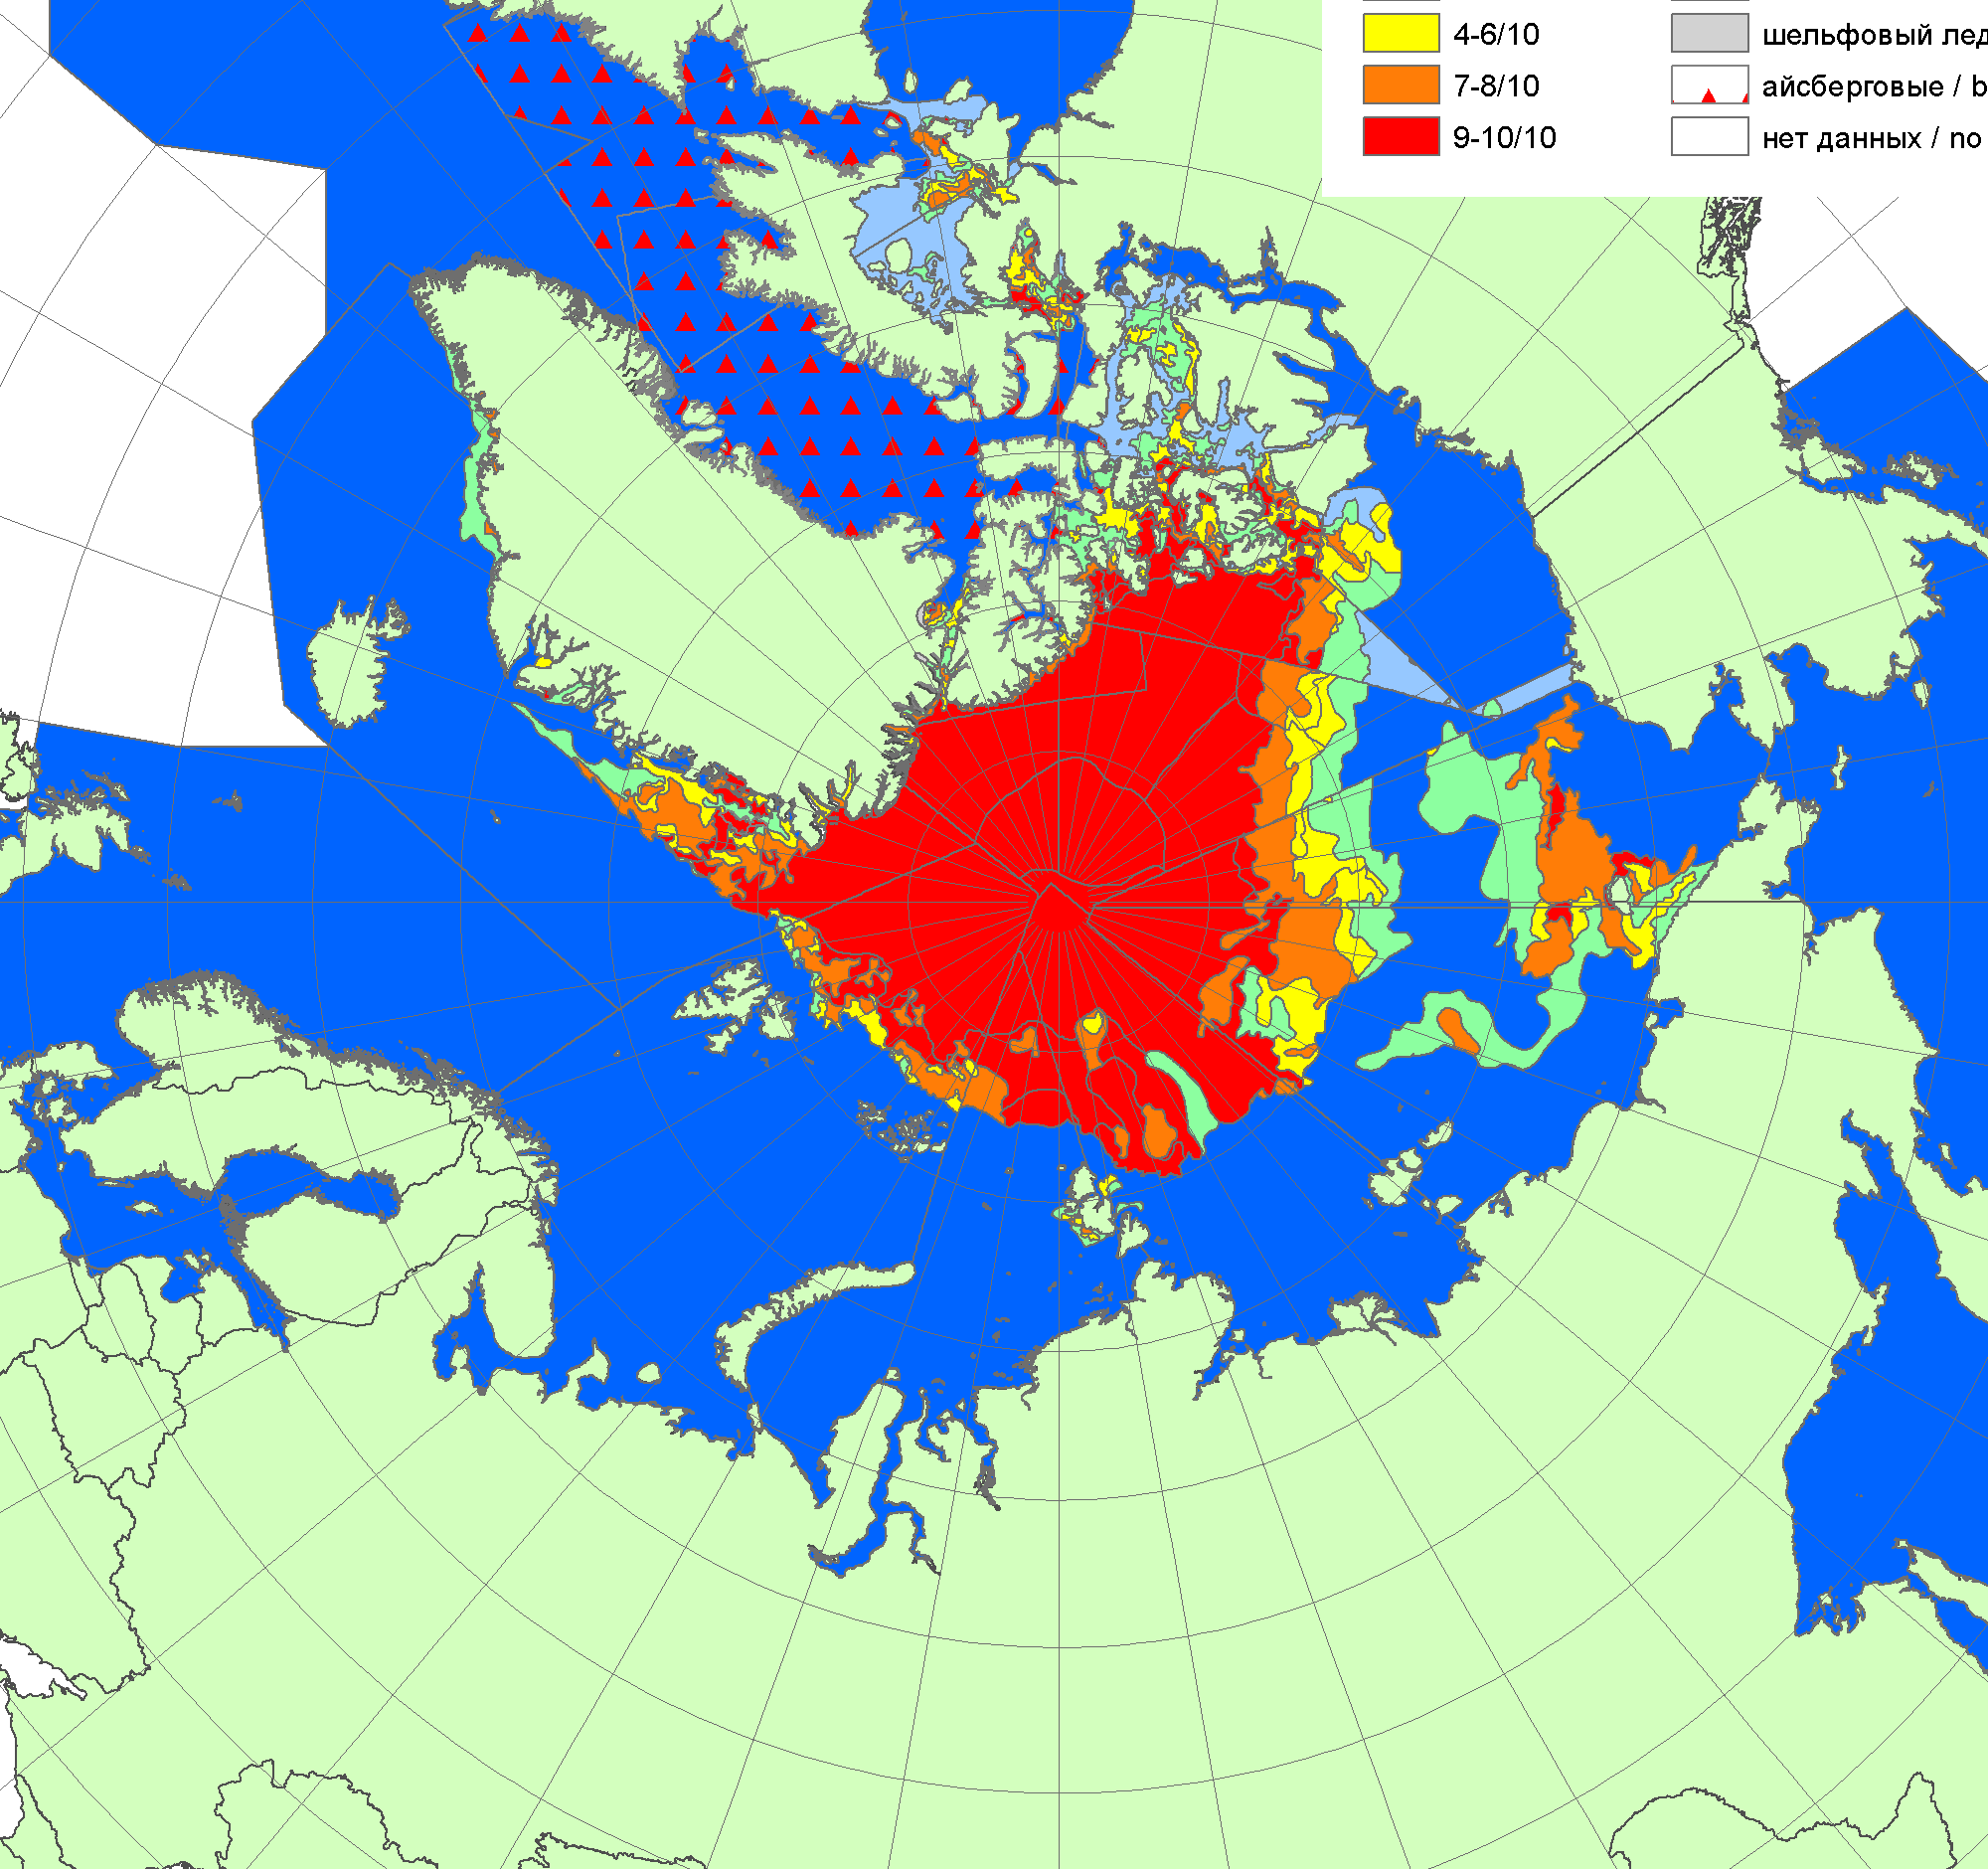 4-6/10 шельфовый лед
7-8/10 айсберговые / b
9-10/10 нет данных / no